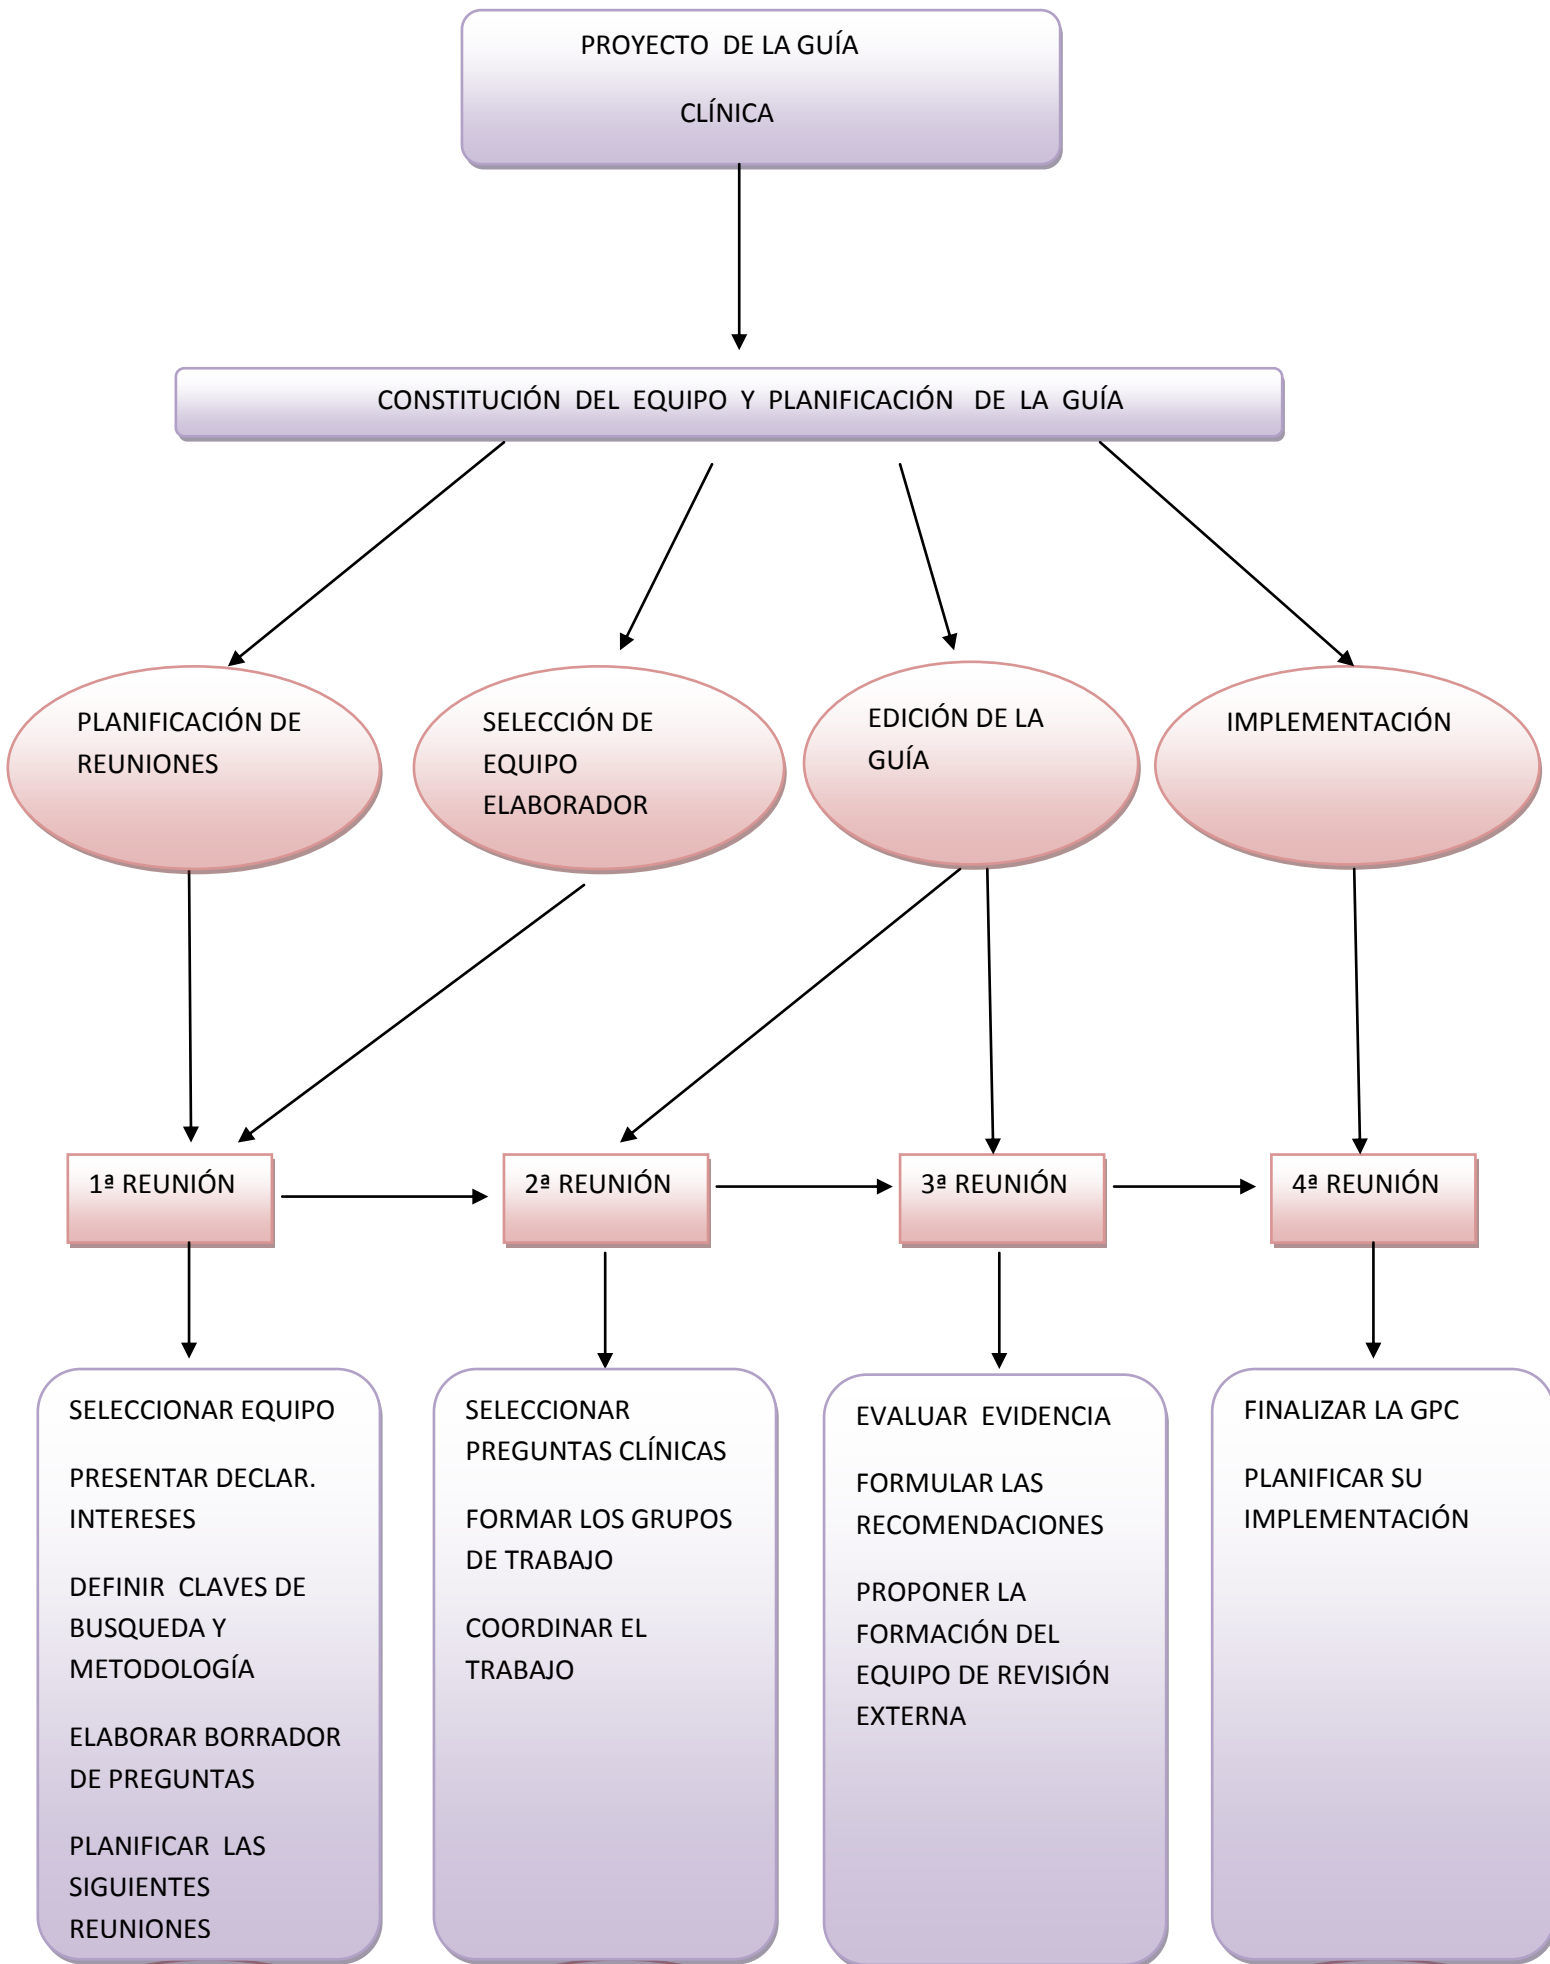 PROYECTO DE LA GUÍA
CLÍNICA
CONSTITUCIÓN DEL EQUIPO Y PLANIFICACIÓN DE LA GUÍA
PLANIFICACIÓN DE
REUNIONES
SELECCIÓN DE
EQUIPO
ELABORADOR
EDICIÓN DE LA
GUÍA
IMPLEMENTACIÓN
1ª REUNIÓN
2ª REUNIÓN
3ª REUNIÓN
4ª REUNIÓN
SELECCIONAR EQUIPO
PRESENTAR DECLAR.
INTERESES
DEFINIR CLAVES DE
BUSQUEDA Y
METODOLOGÍA
ELABORAR BORRADOR
DE PREGUNTAS
PLANIFICAR LAS
SIGUIENTES
REUNIONES
SELECCIONAR
PREGUNTAS CLÍNICAS
FORMAR LOS GRUPOS
DE TRABAJO
COORDINAR EL
TRABAJO
EVALUAR EVIDENCIA
FORMULAR LAS
RECOMENDACIONES
PROPONER LA
FORMACIÓN DEL
EQUIPO DE REVISIÓN
EXTERNA
FINALIZAR LA GPC
PLANIFICAR SU
IMPLEMENTACIÓN